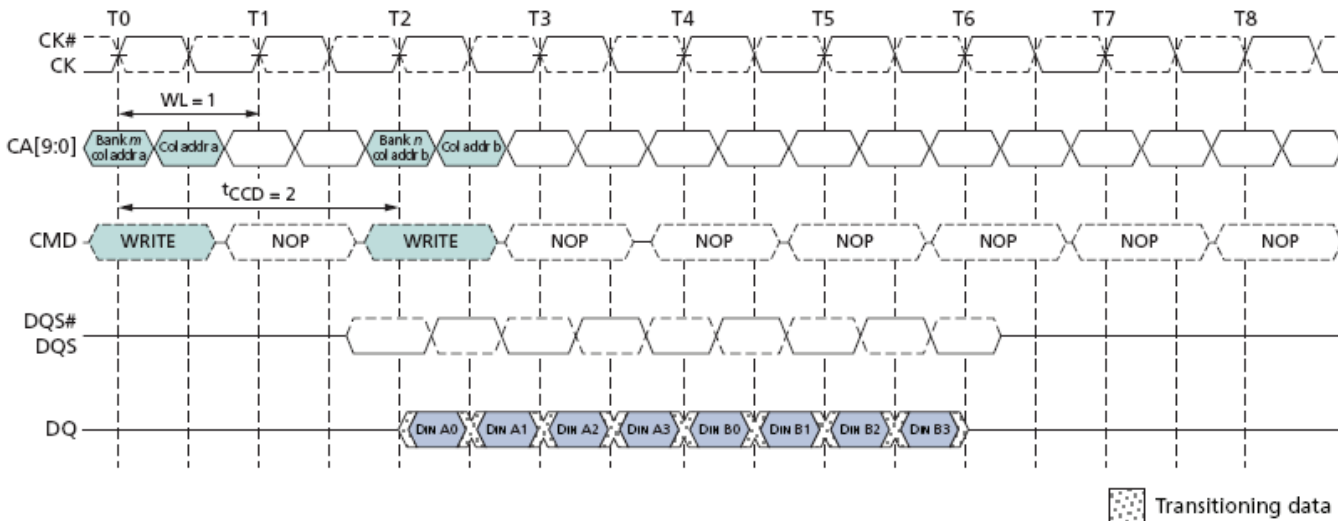 T0 T1 T2 T3 T4 T5 T6 T7 T8
CK#
CK
WL = 1
CA[9:0]
Bank m
col addr a
Col addr a
Bank n
col addr b
Col addr b
tCCD = 2
CMD WRITE NOP WRITE NOP NOP NOP NOP NOP NOP
DQS#
DQS
DQ DIN A0 DIN A1 DIN A2 DIN A3 DIN B0 DIN B1 DIN B2 DIN B3
Transitioning data